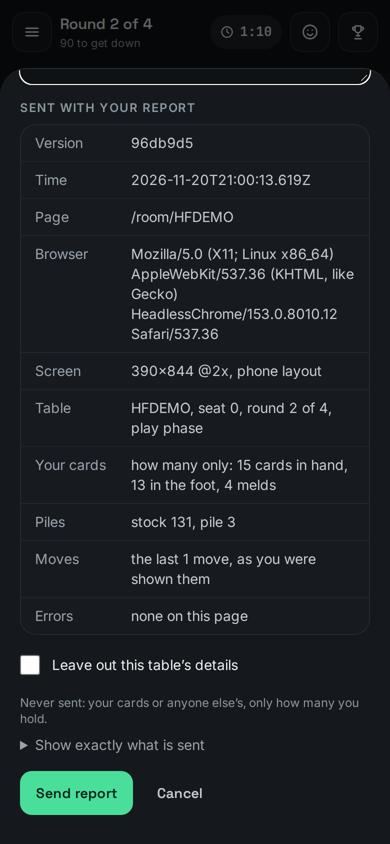 Round 2 of 4
90 to get down
1:10
SENT WITH YOUR REPORT
Version 96db9d5
Time 2026-11-20T21:00:13.619Z
Page /room/HFDEMO
Browser Mozilla/5.0 (X11; Linux x86_64)
AppleWebKit/537.36 (KHTML, like
Gecko)
HeadlessChrome/153.0.8010.12
Safari/537.36
Screen 390×844 @2x, phone layout
Table HFDEMO, seat 0, round 2 of 4,
play phase
Your cards how many only: 15 cards in hand,
13 in the foot, 4 melds
Piles stock 131, pile 3
Moves the last 1 move, as you were
shown them
Errors none on this page
Leave out this table’s details
Never sent: your cards or anyone else’s, only how many you
hold.
Show exactly what is sent
Send report Cancel